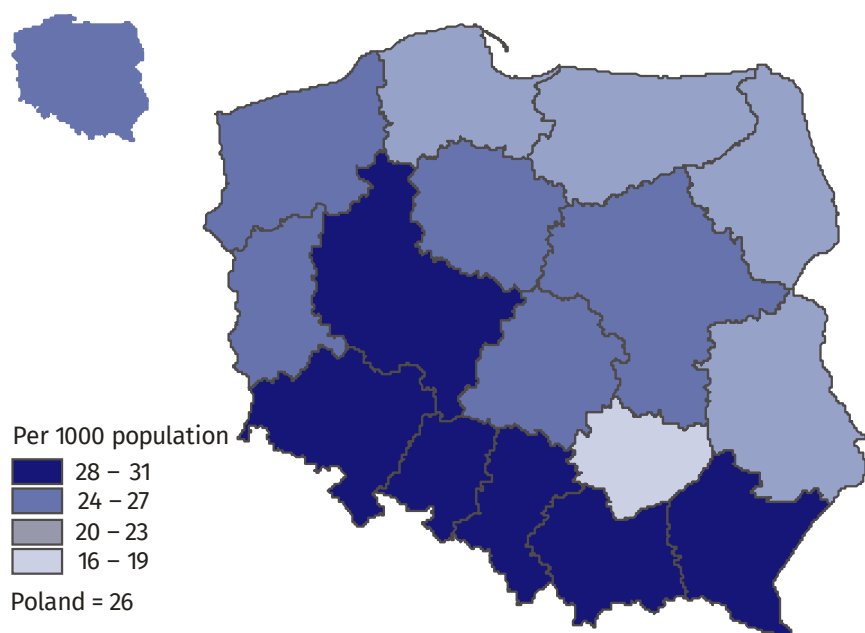 Per 1000 population
28 – 31
24 – 27
20 – 23
16 – 19
Poland = 26